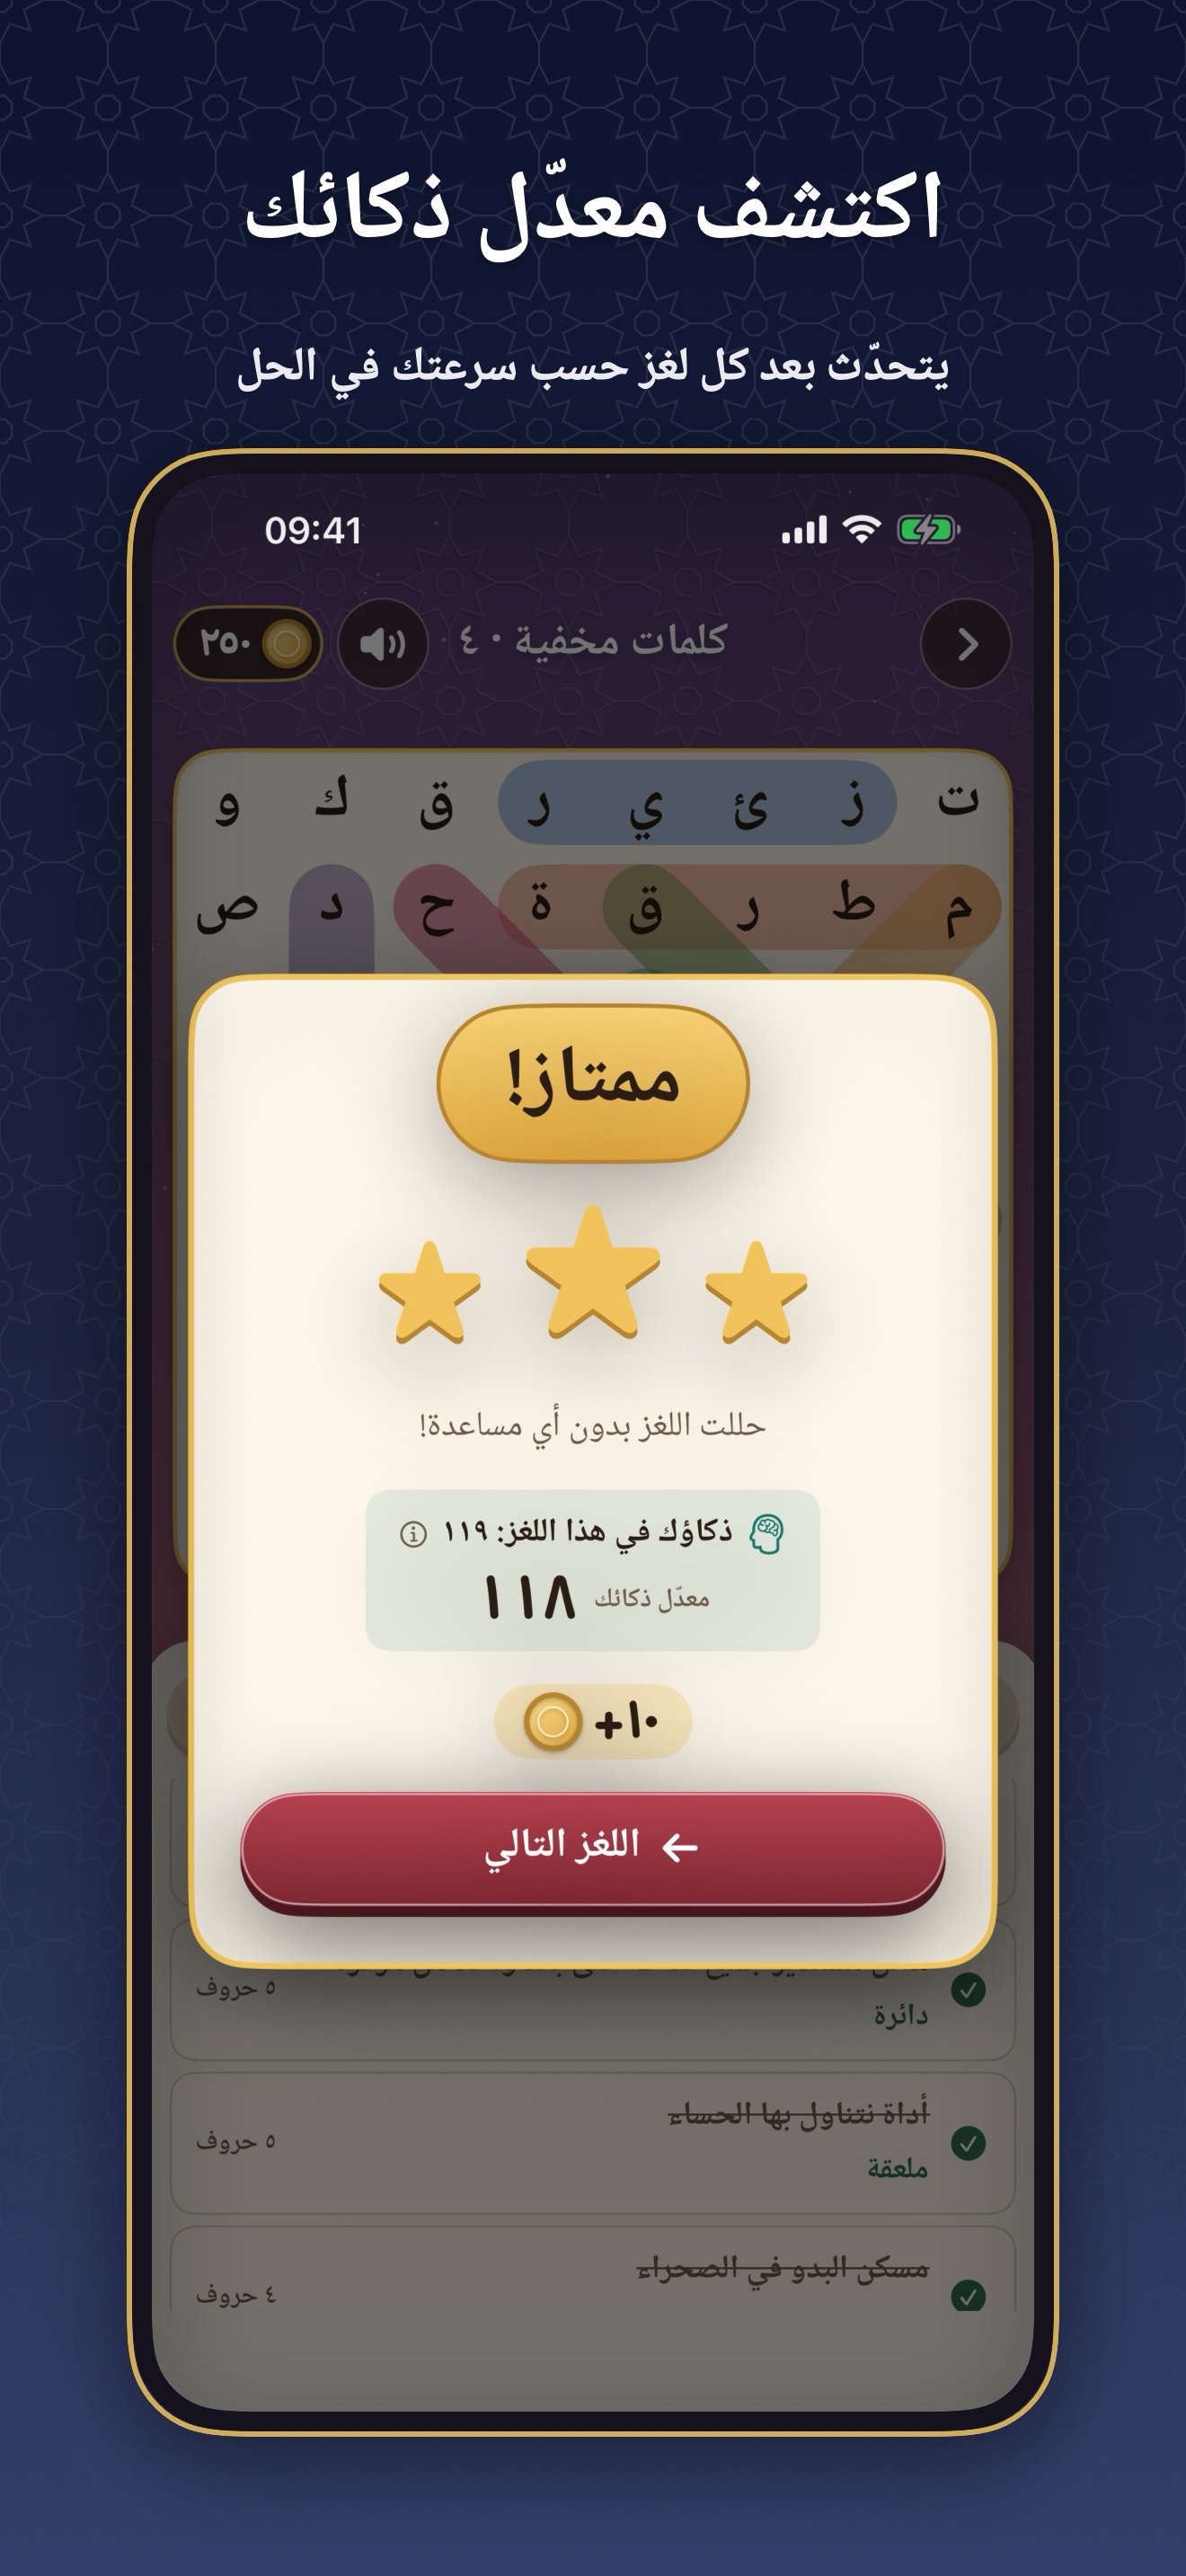 اكتشف معدّل ذكائك
يتحدّث بعد كل لغز حسب سرعتك في الحل
09:41
كلمات مخفية · ٤ ·
٢٥٠
ت ز ئ ي ر ق ك و
م ط ر ق ة ح د ص
ممتاز!
حللت اللغز بدون أي مساعدة!
ذكاؤك في هذا اللغز: ١١٩
معدّل ذكائك ١١٨
+١٠
اللغز التالي
٥ حروف
دائرة
أداة نتناول بها الحساء
٥ حروف
ملعقة
مسكن البدو في الصحراء
٤ حروف